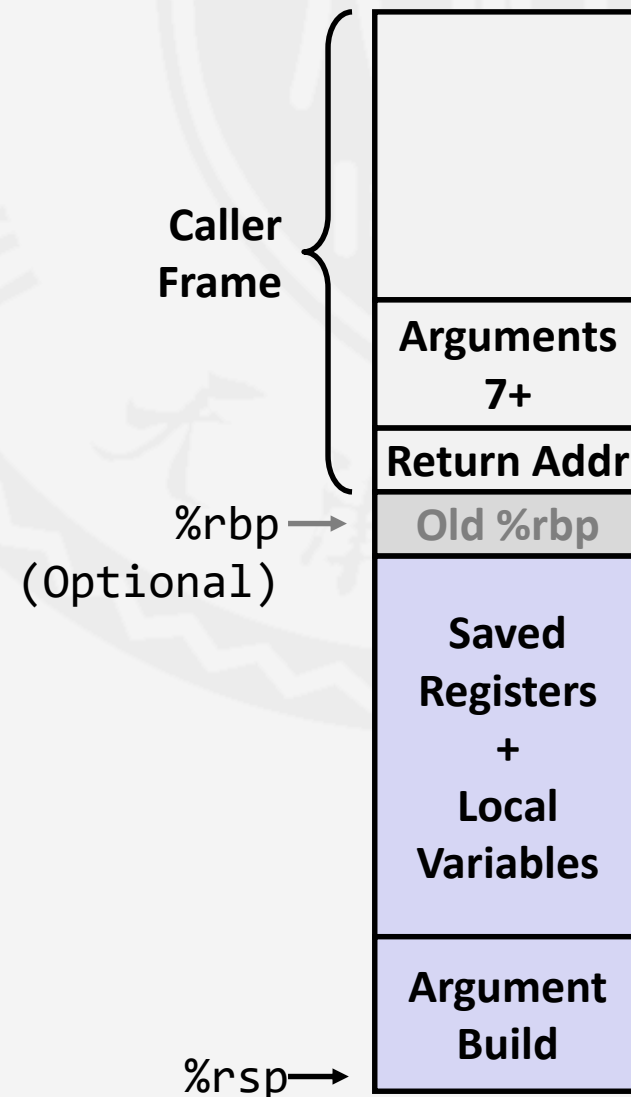 Caller
Frame
Arguments
7+
Return Addr
%rbp
(Optional)
Old %rbp
Saved
Registers
+
Local
Variables
Argument
Build
%rsp